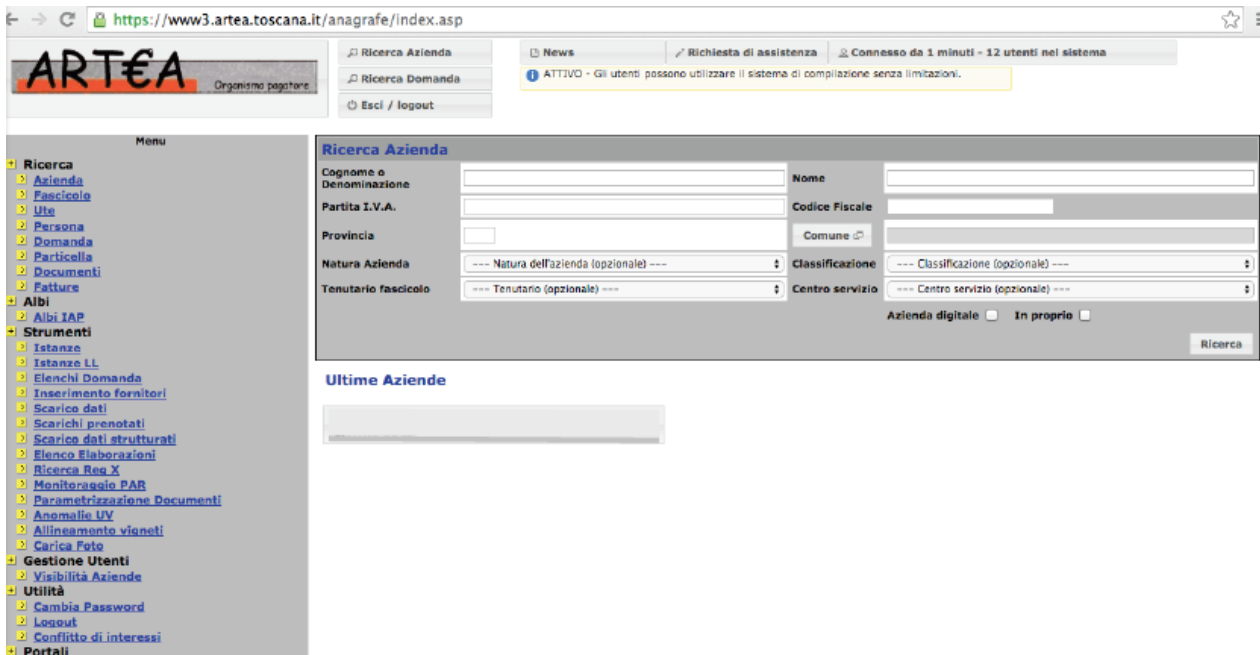 https://www3.artea.toscana.it/anagrafe/index.asp
ART€A
Organismo pagatore
Ricerca Azienda
Ricerca Domanda
Esci / logout
News
Richiesta di assistenza
Connesso da 1 minuti - 12 utenti nel sistema
ATTIVO - Gli utenti possono utilizzare il sistema di compilazione senza limitazioni.
Menu
Ricerca
Azienda
Fascicolo
Ute
Persona
Domanda
Particella
Documenti
Fatture
Albi
Albi IAP
Strumenti
Istanze
Istanze LL
Elenchi Domanda
Inserimento fornitori
Scarico dati
Scarichi prenotati
Scarico dati strutturati
Elenco Elaborazioni
Ricerca Reg X
Monitoraggio PAR
Parametrizzazione Documenti
Anomalie UV
Allineamento vigneti
Carica Foto
Gestione Utenti
Visibilità Aziende
Utilità
Cambia Password
Logout
Conflitto di interessi
Portali
Ricerca Azienda
Cognome o
Denominazione
Nome
Partita I.V.A.
Codice Fiscale
Provincia
Comune
Natura Azienda
--- Natura dell'azienda (opzionale) ---
Classificazione
--- Classificazione (opzionale) ---
Tenutario fascicolo
--- Tenutario (opzionale) ---
Centro servizio
--- Centro servizio (opzionale) ---
Azienda digitale
In proprio
Ricerca
Ultime Aziende